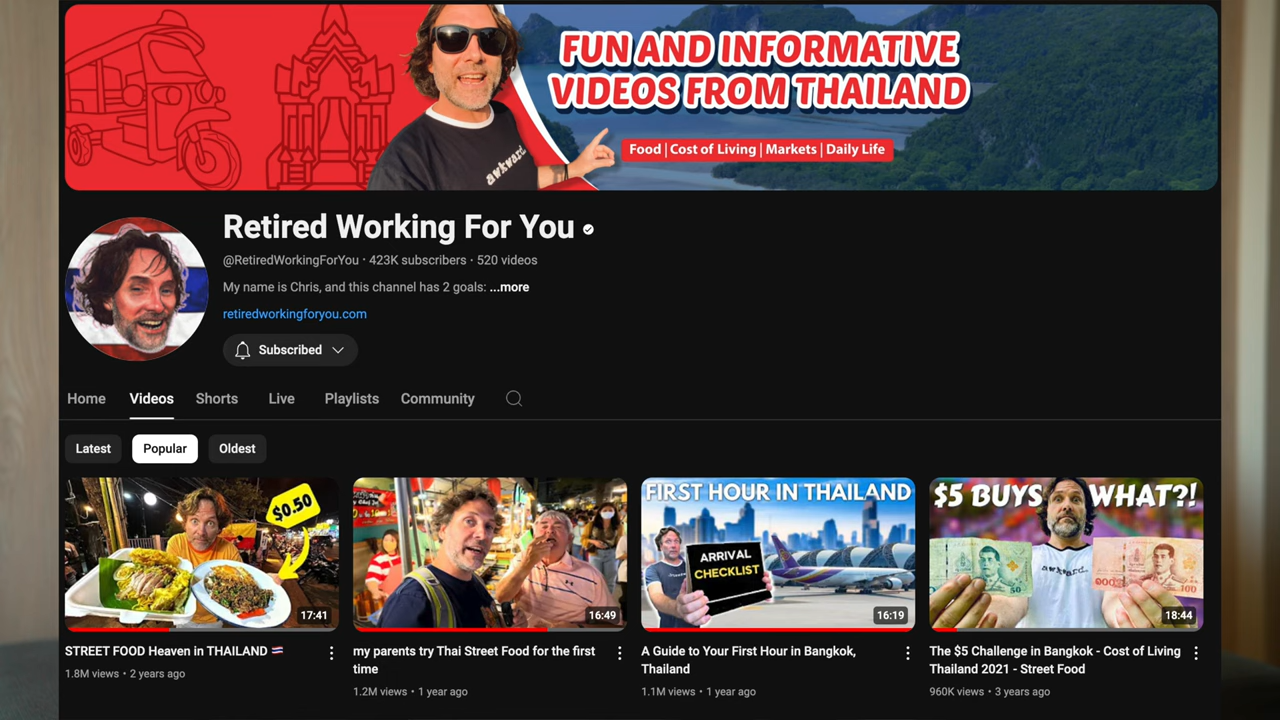 FUN AND INFORMATIVE
VIDEOS FROM THAILAND
Food | Cost of Living | Markets | Daily Life
awkward.
Retired Working For You
@RetiredWorkingForYou · 423K subscribers · 520 videos
My name is Chris, and this channel has 2 goals: ...more
retiredworkingforyou.com
Subscribed
Home Videos Shorts Live Playlists Community
Latest Popular Oldest
$0.50
17:41
16:49
FIRST HOUR IN THAILAND
ARRIVAL
CHECKLIST
16:19
$5 BUYS WHAT?!
awkward.
50
100
18:44
STREET FOOD Heaven in THAILAND 🇹🇭
1.8M views · 2 years ago
my parents try Thai Street Food for the first
time
1.2M views · 1 year ago
A Guide to Your First Hour in Bangkok,
Thailand
1.1M views · 1 year ago
The $5 Challenge in Bangkok - Cost of Living
Thailand 2021 - Street Food
960K views · 3 years ago